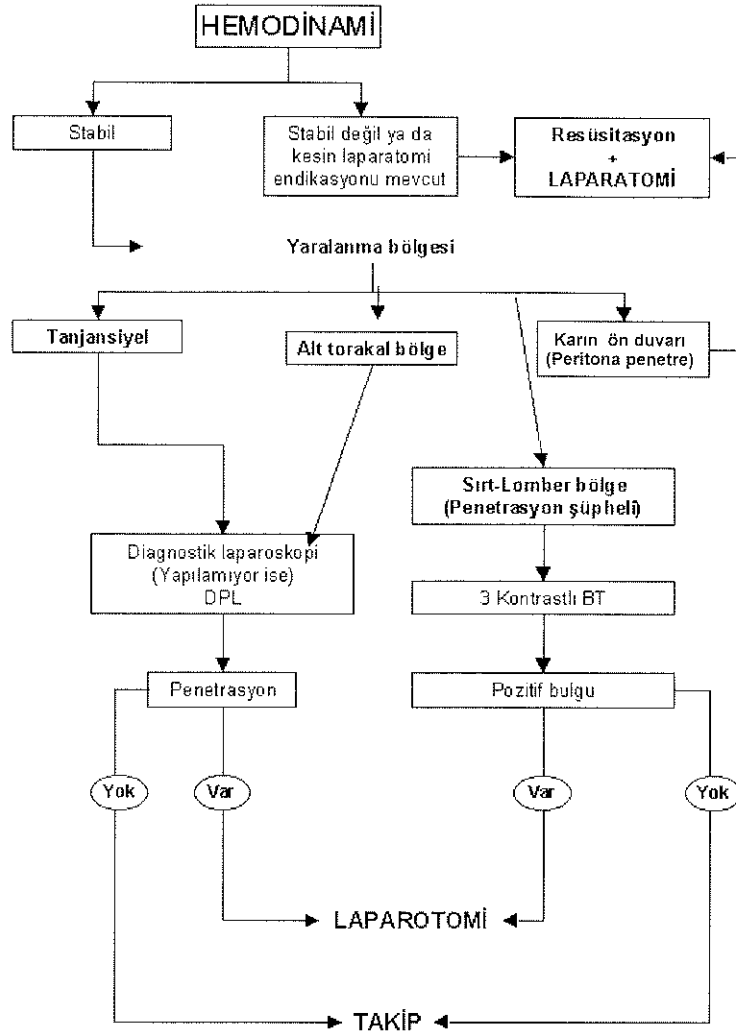 HEMODİNAMİ
Stabil
Stabil değil ya da
kesin laparatomi
endikasyonu mevcut
Resüsitasyon
+
LAPARATOMİ
Yaralanma bölgesi
Tanjansiyel
Alt torakal bölge
Karın ön duvarı
(Peritona penetre)
Sırt-Lomber bölge
(Penetrasyon şüpheli)
Diagnostik laparoskopi
(Yapılamıyor ise)
DPL
3 Kontrastlı BT
Penetrasyon
Pozitif bulgu
Yok
Var
Var
Yok
LAPAROTOMİ
TAKİP